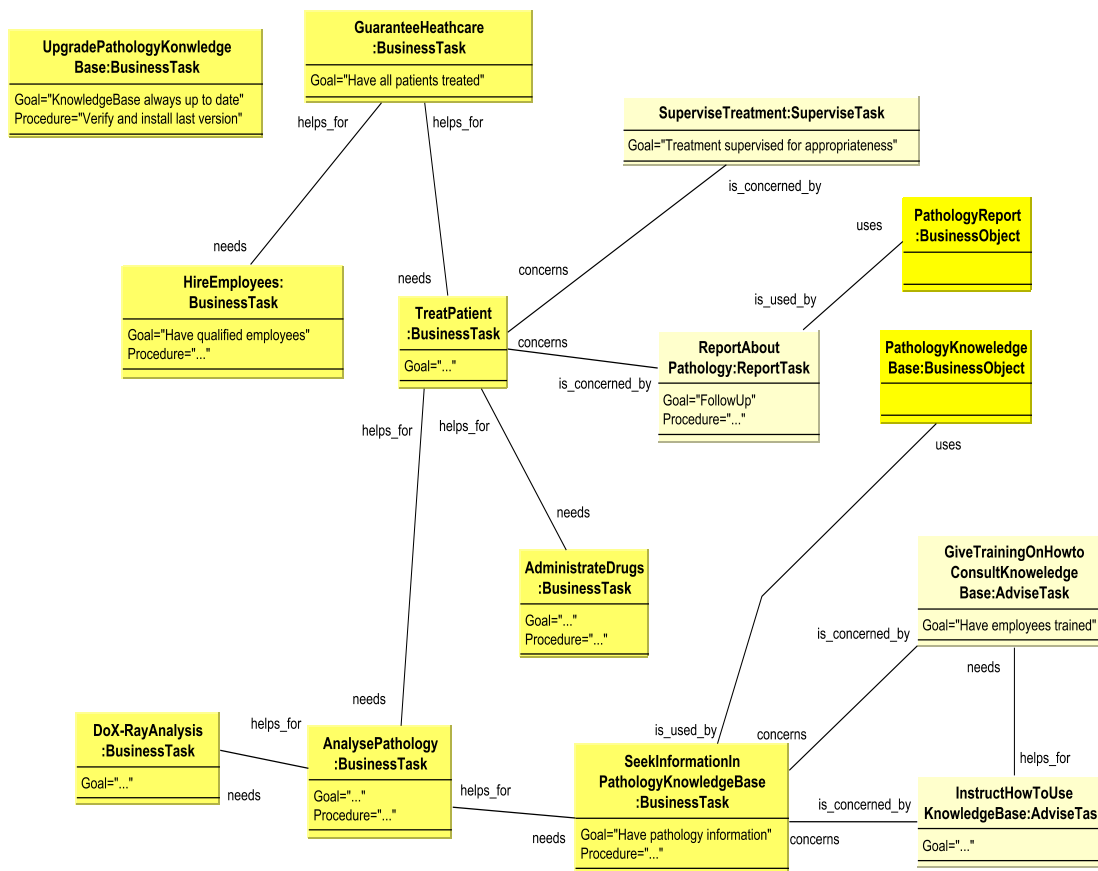 UpgradePathologyKonwledge
Base:BusinessTask
Goal="KnowledgeBase always up to date"
Procedure="Verify and install last version"
GuaranteeHeathcare
:BusinessTask
Goal="Have all patients treated"
helps_for
helps_for
SuperviseTreatment:SuperviseTask
Goal="Treatment supervised for appropriateness"
is_concerned_by
PathologyReport
:BusinessObject
uses
needs
needs
concerns
is_used_by
HireEmployees:
BusinessTask
Goal="Have qualified employees"
Procedure="..."
TreatPatient
:BusinessTask
Goal="..."
concerns
is_concerned_by
ReportAbout
Pathology:ReportTask
Goal="FollowUp"
Procedure="..."
PathologyKnoweledge
Base:BusinessObject
helps_for
helps_for
uses
needs
AdministrateDrugs
:BusinessTask
Goal="..."
Procedure="..."
GiveTrainingOnHowto
ConsultKnoweledge
Base:AdviseTask
Goal="Have employees trained"
is_concerned_by
needs
needs
helps_for
is_used_by
concerns
helps_for
DoX-RayAnalysis
:BusinessTask
Goal="..."
needs
AnalysePathology
:BusinessTask
Goal="..."
Procedure="..."
helps_for
needs
SeekInformationIn
PathologyKnowledgeBase
:BusinessTask
Goal="Have pathology information"
Procedure="..."
is_concerned_by
concerns
InstructHowToUse
KnowledgeBase:AdviseTas
Goal="..."